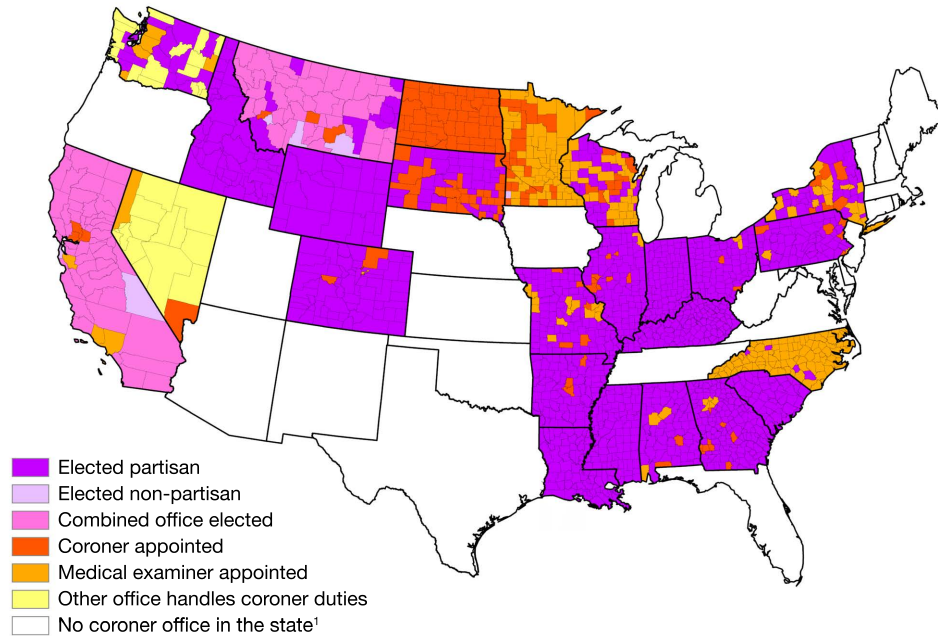 Elected partisan
Elected non-partisan
Combined office elected
Coroner appointed
Medical examiner appointed
Other office handles coroner duties
No coroner office in the state¹